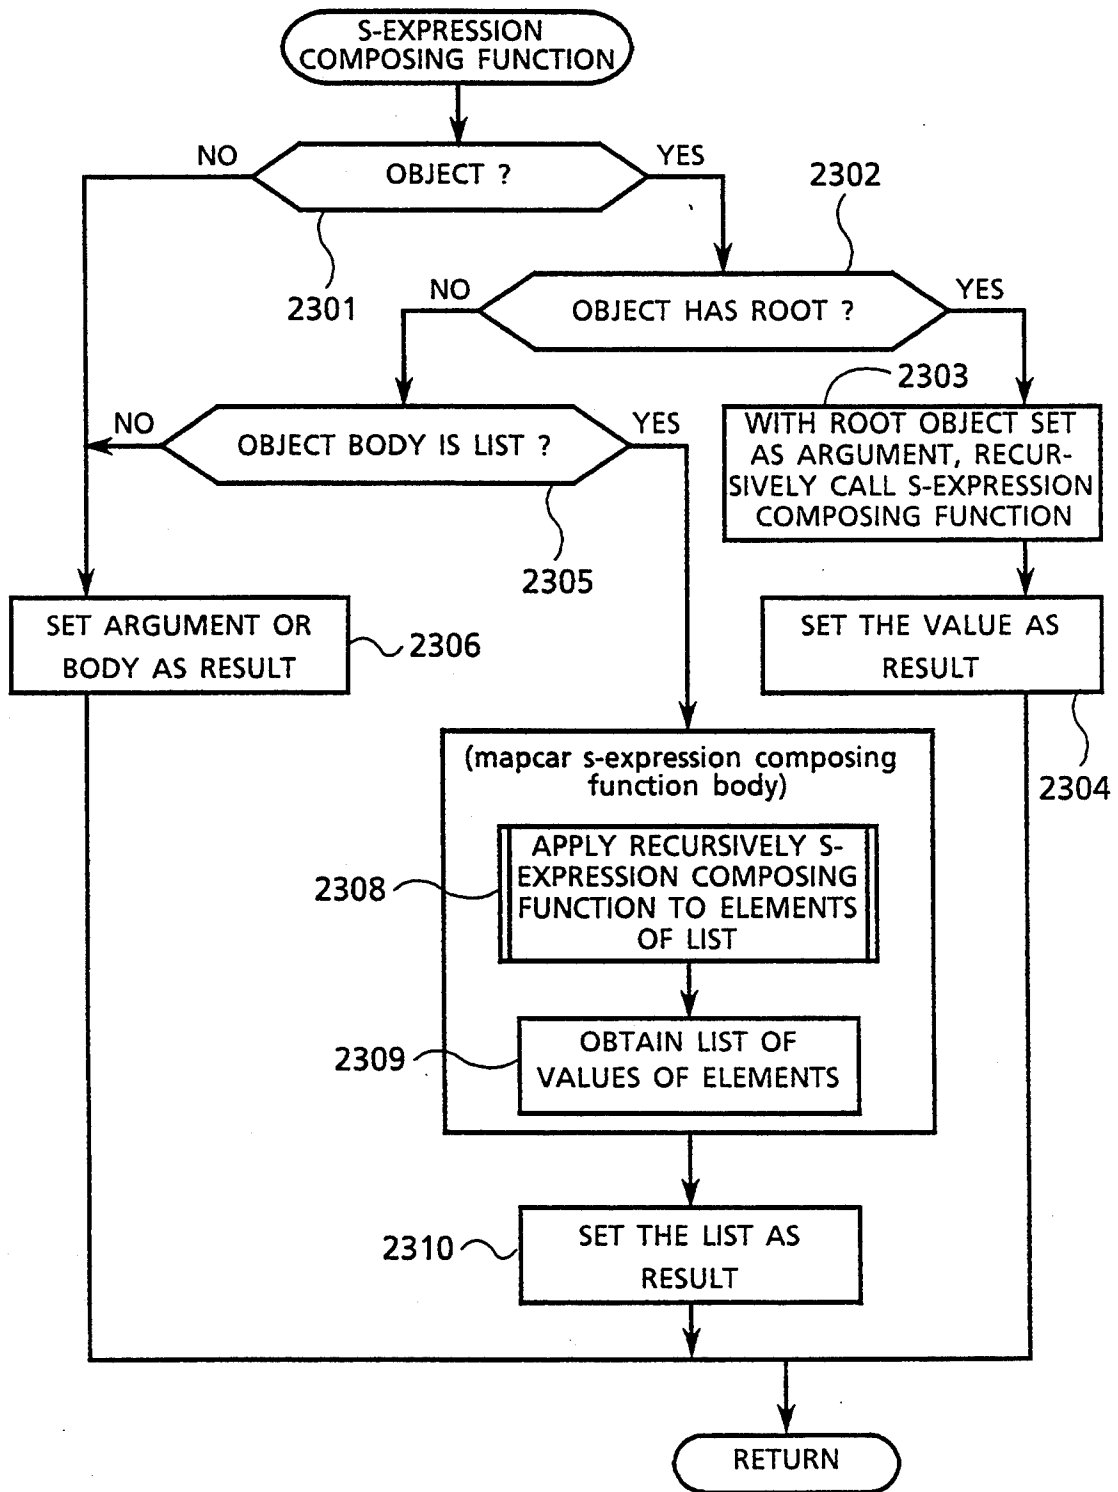 S-EXPRESSION
COMPOSING FUNCTION
NO
OBJECT ?
YES
2301
2302
NO
OBJECT HAS ROOT ?
YES
2303
NO
OBJECT BODY IS LIST ?
YES
2305
WITH ROOT OBJECT SET
AS ARGUMENT, RECUR-
SIVELY CALL S-EXPRESSION
COMPOSING FUNCTION
SET ARGUMENT OR
BODY AS RESULT
2306
SET THE VALUE AS
RESULT
2304
(mapcar s-expression composing
function body)
2308
APPLY RECURSIVELY S-
EXPRESSION COMPOSING
FUNCTION TO ELEMENTS
OF LIST
2309
OBTAIN LIST OF
VALUES OF ELEMENTS
2310
SET THE LIST AS
RESULT
RETURN